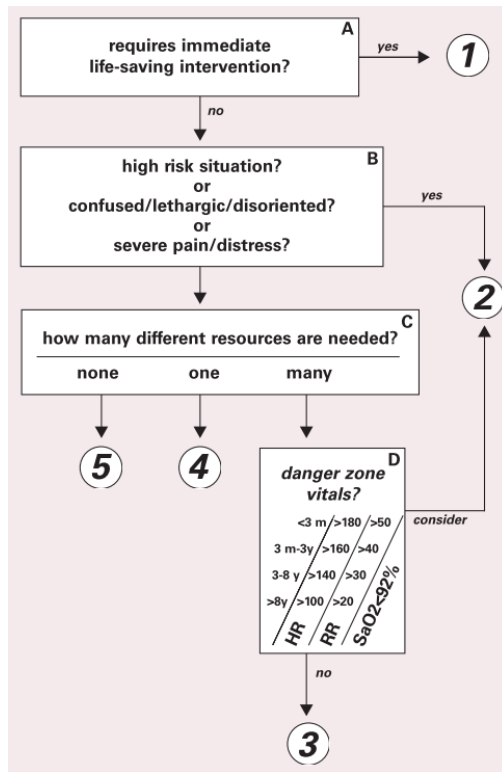 A
requires immediate
life-saving intervention?
yes
1
no
B
high risk situation?
or
confused/lethargic/disoriented?
or
severe pain/distress?
yes
2
C
how many different resources are needed?
none one many
5
4
D
danger zone
vitals?
consider
<3 m >180 >50
3 m-3y >160 >40
3-8 y >140 >30
>8y >100 >20
HR RR SaO2<92%
no
3